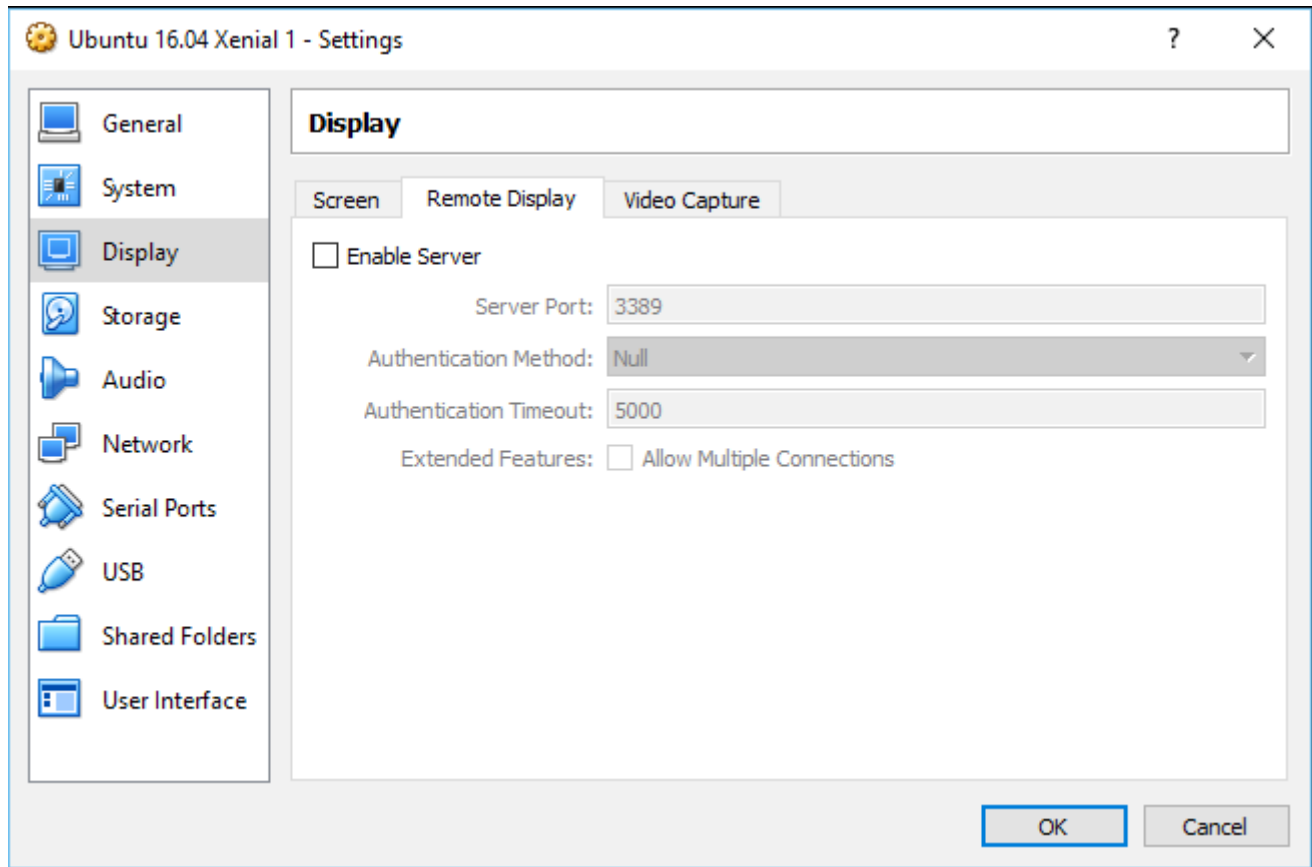 Ubuntu 16.04 Xenial 1 - Settings
?
General
System
Display
Storage
Audio
Network
Serial Ports
USB
Shared Folders
User Interface
Display
Screen
Remote Display
Video Capture
Enable Server
Server Port: 3389
Authentication Method: Null
Authentication Timeout: 5000
Extended Features: Allow Multiple Connections
OK
Cancel